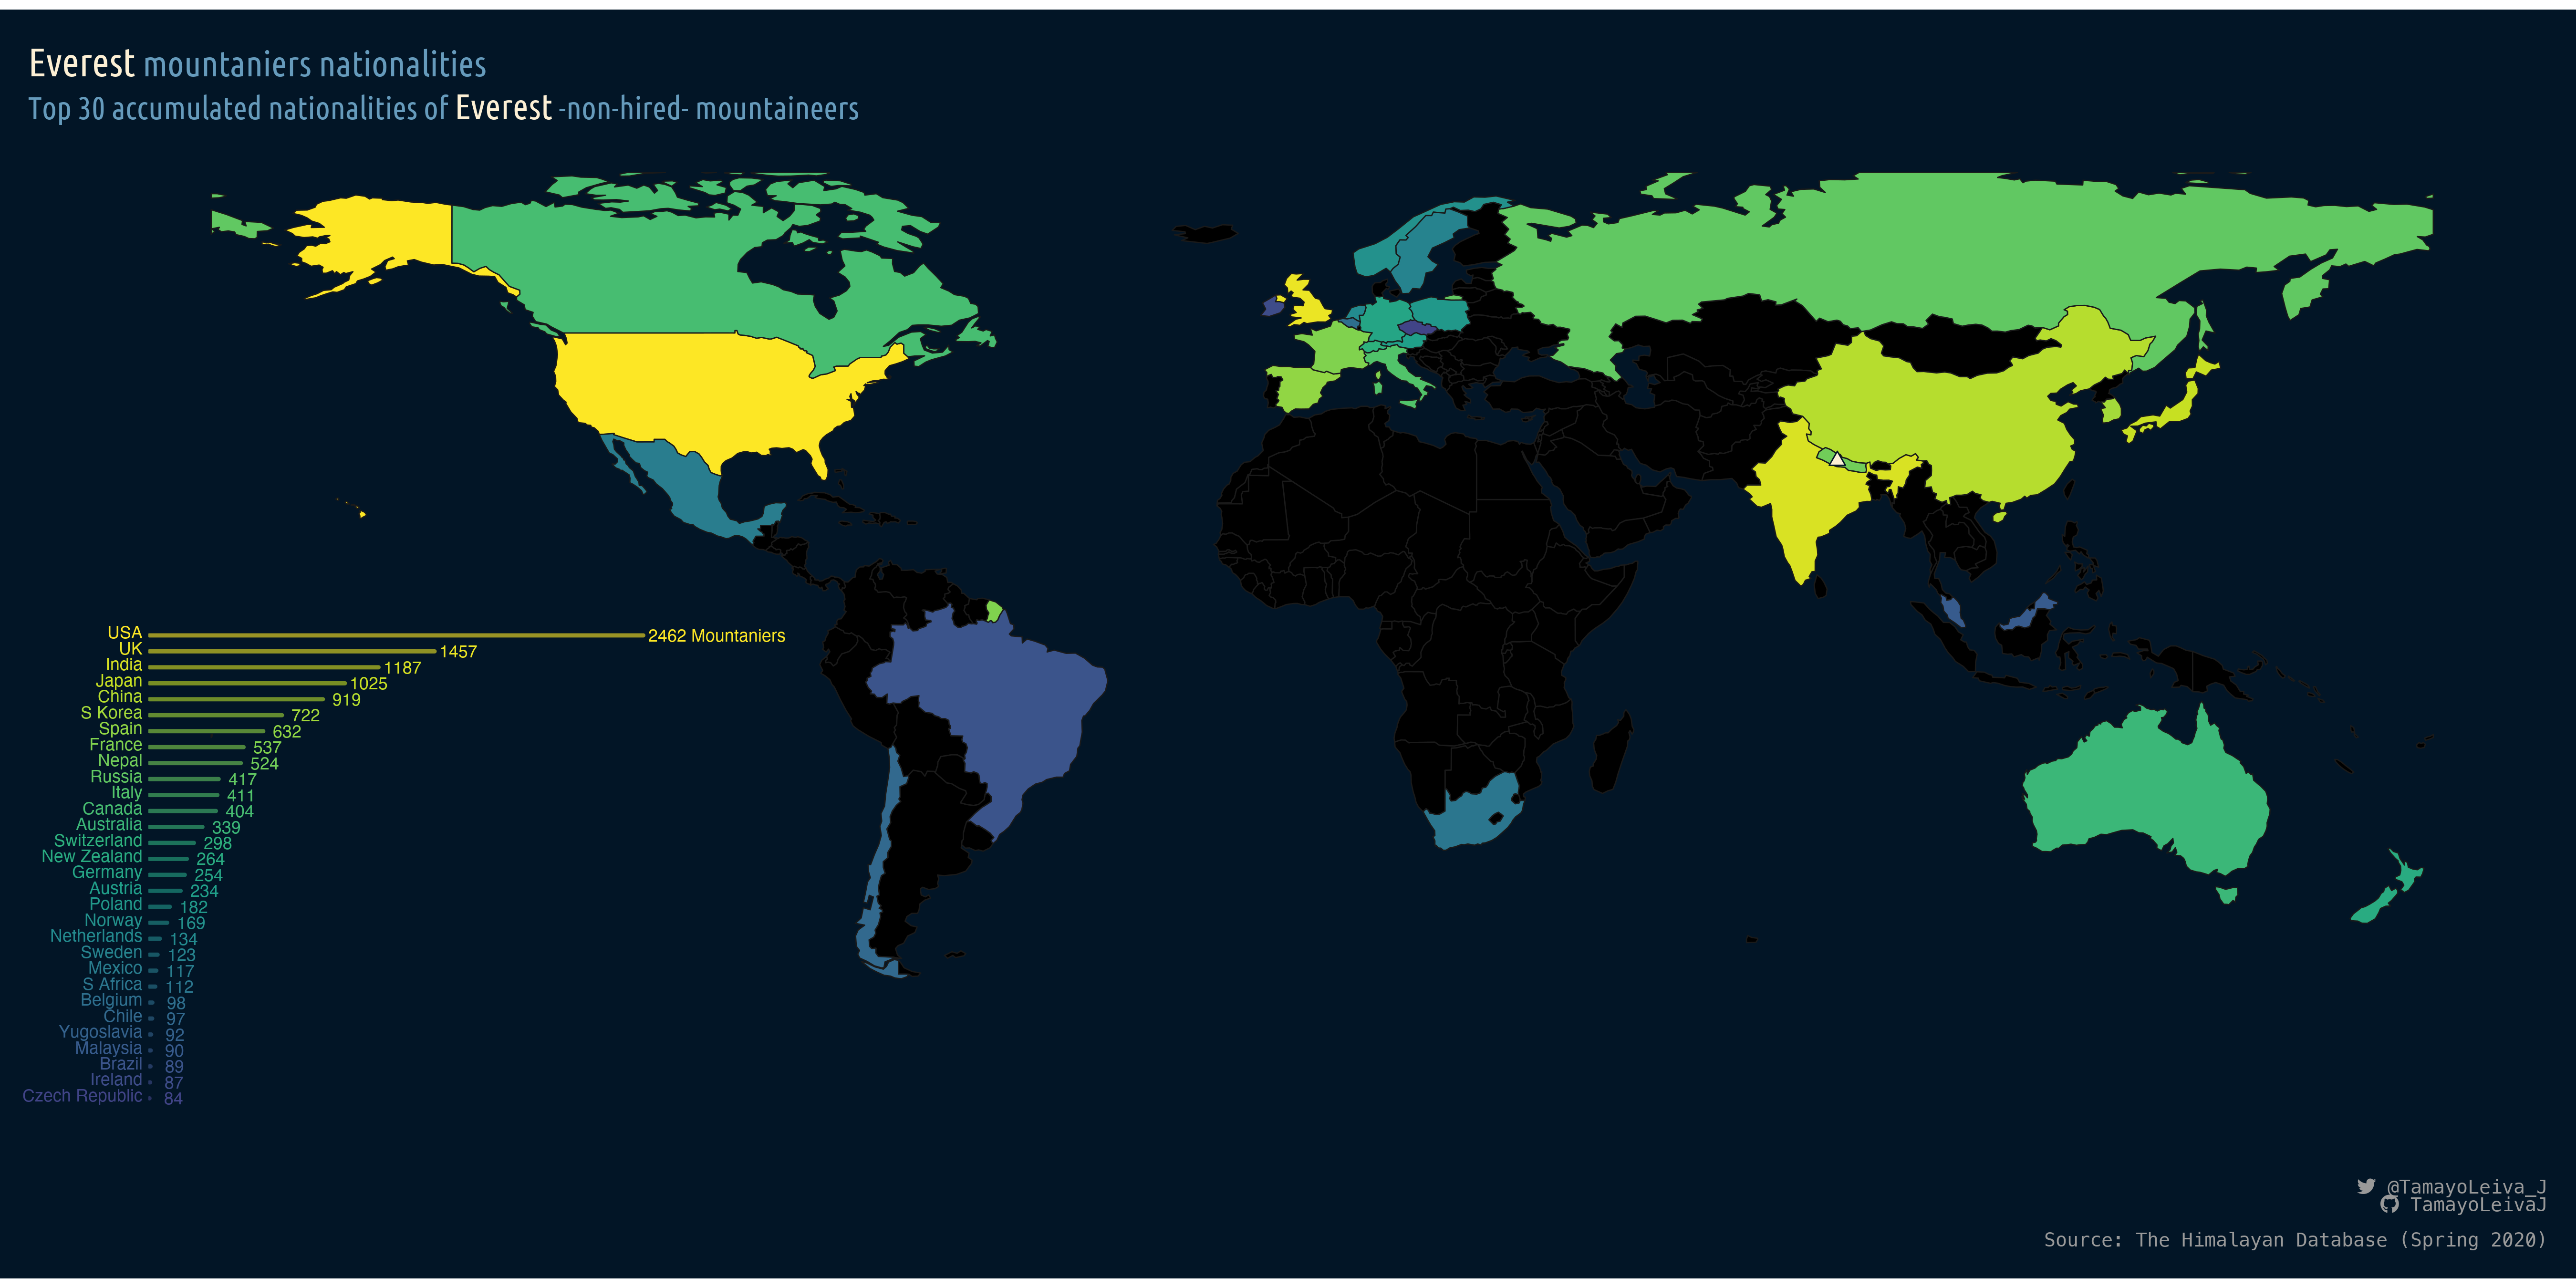 Everest mountaniers nationalities
Top 30 accumulated nationalities of Everest -non-hired- mountaineers
USA 2462 Mountaniers
UK 1457
India 1187
Japan 1025
China 919
S Korea 722
Spain 632
France 537
Nepal 524
Russia 417
Italy 411
Canada 404
Australia 339
Switzerland 298
New Zealand 264
Germany 254
Austria 234
Poland 182
Norway 169
Netherlands 134
Sweden 123
Mexico 117
S Africa 112
Belgium 98
Chile 97
Yugoslavia 92
Malaysia 90
Brazil 89
Ireland 87
Czech Republic 84
@TamayoLeiva_J
TamayoLeivaJ
Source: The Himalayan Database (Spring 2020)